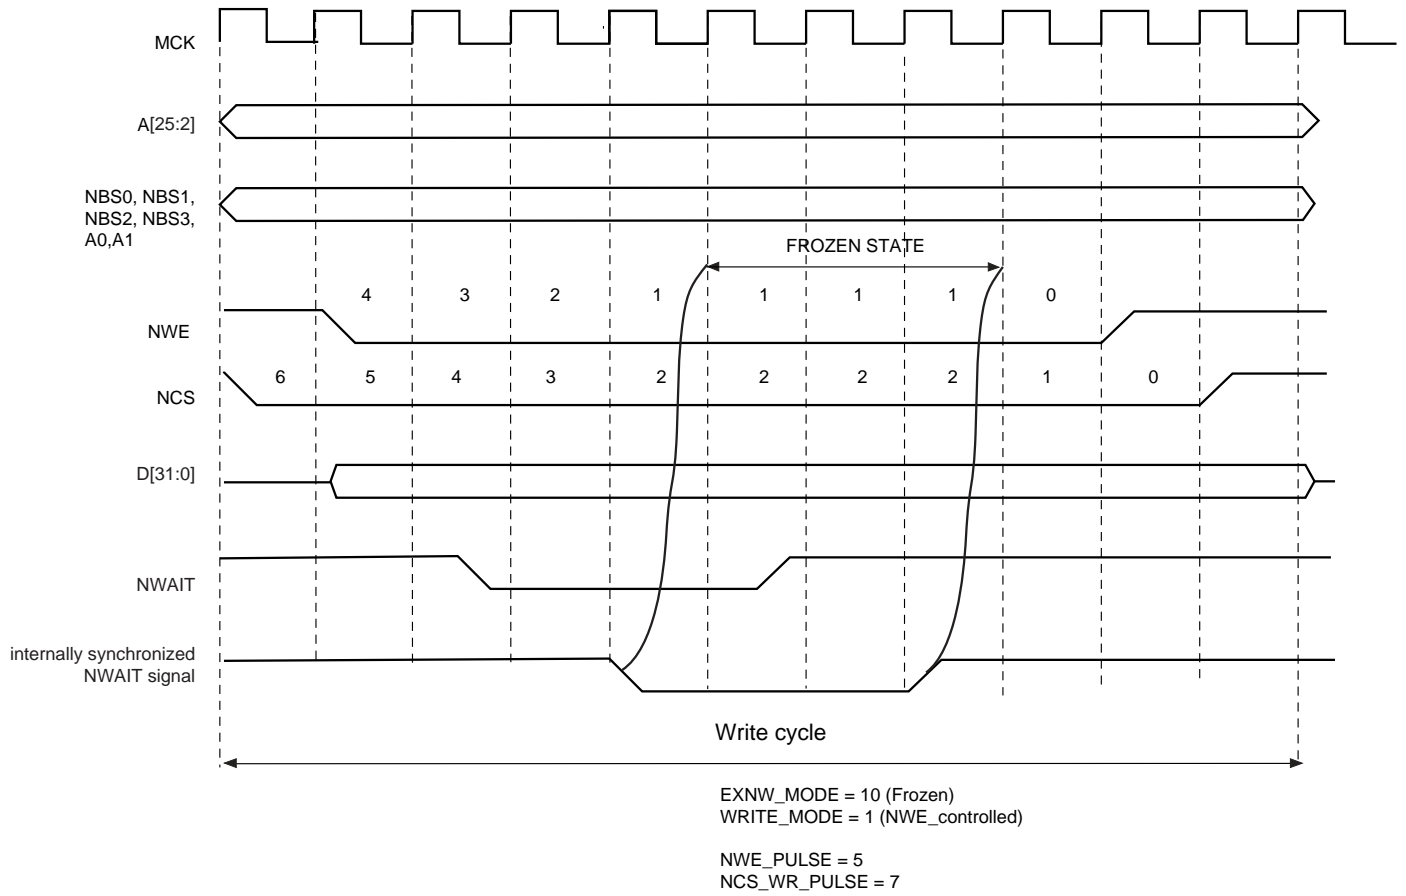 MCK
A[25:2]
NBS0, NBS1,
NBS2, NBS3,
A0,A1
FROZEN STATE
4 3 2 1 1 1 1 0
NWE
6 5 4 3 2 2 2 2 1 0
NCS
D[31:0]
NWAIT
internally synchronized
NWAIT signal
Write cycle
EXNW_MODE = 10 (Frozen)
WRITE_MODE = 1 (NWE_controlled)
NWE_PULSE = 5
NCS_WR_PULSE = 7